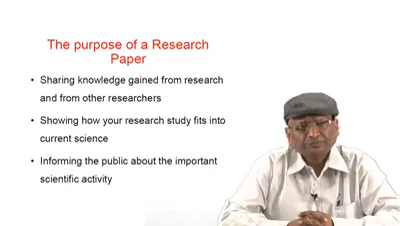 The purpose of a Research
Paper
• Sharing knowledge gained from research
and from other researchers
• Showing how your research study fits into
current science
• Informing the public about the important
scientific activity